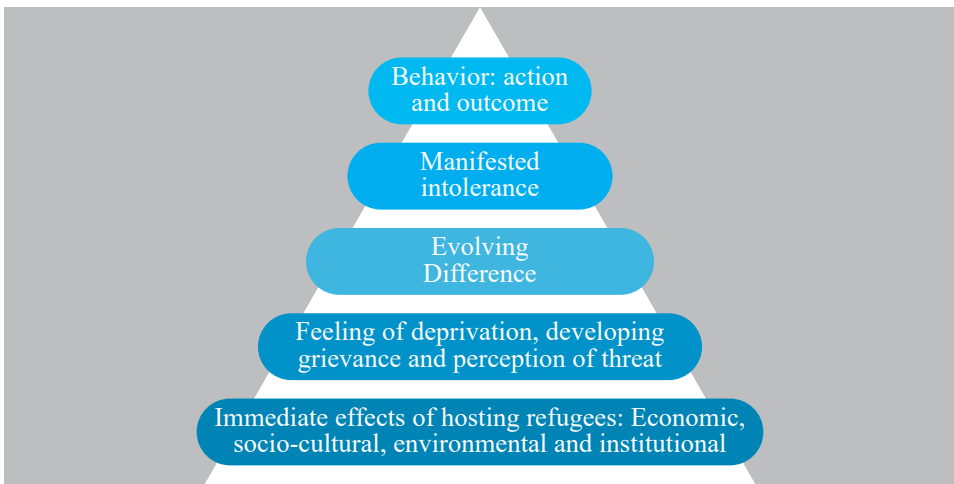 Behavior: action
and outcome
Manifested
intolerance
Evolving
Difference
Feeling of deprivation, developing
grievance and perception of threat
Immediate effects of hosting refugees: Economic,
socio-cultural, environmental and institutional